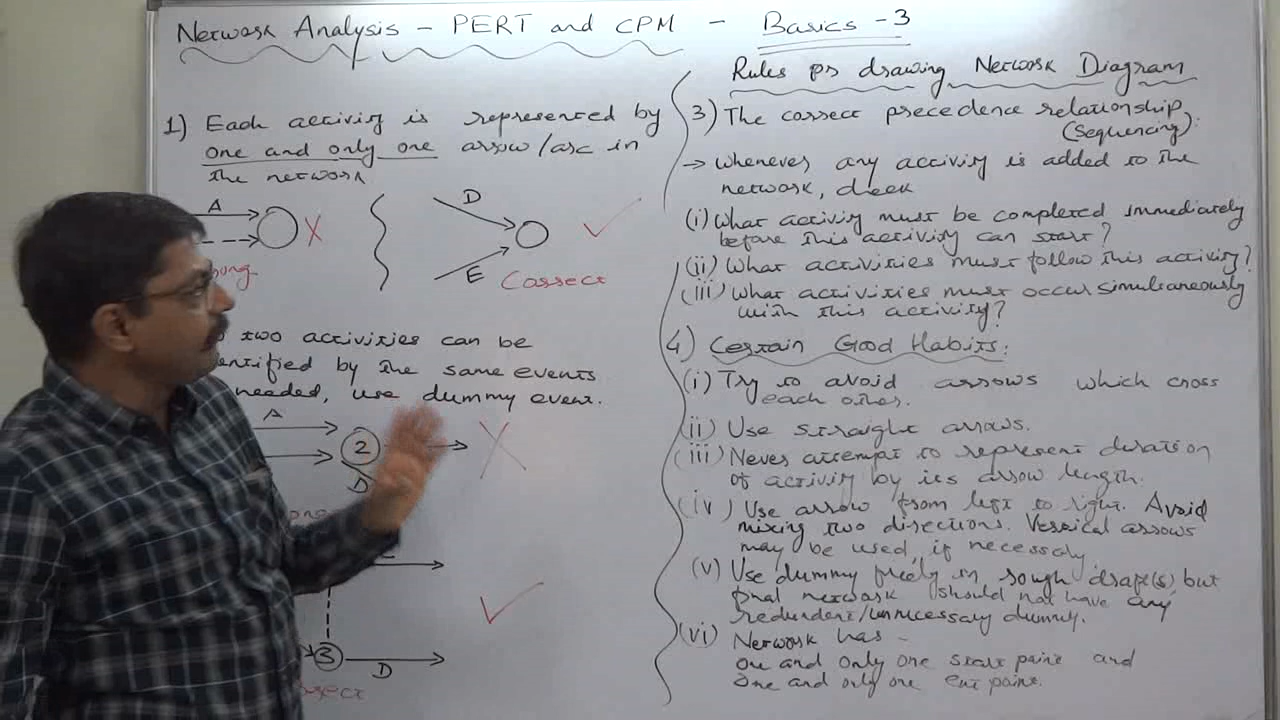 Network Analysis - PERT and CPM - Basics - 3
1) Each activity is represented by
one and only one arrow/arc in
the network
A
X
D
E
Correct
two activities can be
by the same events
needed, use dummy event.
A
2
D
X
3
D
Rules for drawing Network Diagram
3) The correct precedence relationship
(Sequencing):
→ Whenever any activity is added to the
network, check
(i) What activity must be completed immediately
before this activity can start?
(ii) What activities must follow this activity?
(iii) What activities must occur simultaneously
with this activity?
4) Certain Good Habits:
(i) Try to avoid arrows which cross
each other.
(ii) Use straight arrows.
(iii) Never attempt to represent duration
of activity by its arrow length.
(iv) Use arrow from left to right. Avoid
mixing two directions. Vertical arrows
may be used if necessary
(v) Use dummy freely in rough draft(s) but
final network should not have any
redundent/unnecessary dummy.
(vi) Network has -
one and only one start point and
one and only one end point.